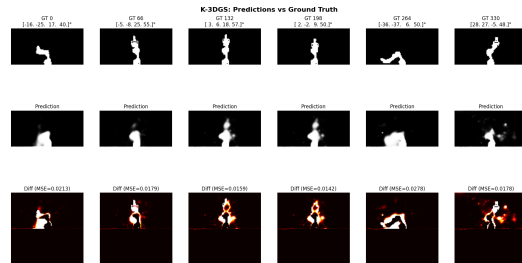 K-3DGS: Predictions vs Ground Truth
GT 0 GT 66 GT 132 GT 198 GT 264 GT 330
[-16. -25. 17. 40.]° [-5. -8. 25. 55.]° [ 3. 6. 18. 57.]° [ 2. -2. 9. 50.]° [-36. -37. 6. 50.]° [28. 27. -5. 48.]°
Prediction Prediction Prediction Prediction Prediction Prediction
Diff (MSE=0.0213) Diff (MSE=0.0179) Diff (MSE=0.0159) Diff (MSE=0.0142) Diff (MSE=0.0278) Diff (MSE=0.0178)